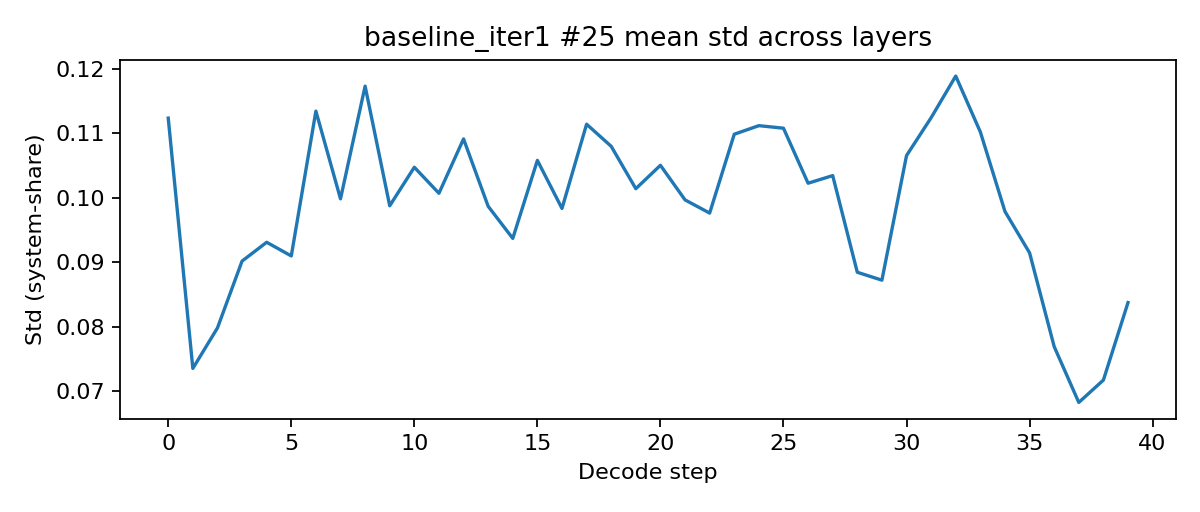 baseline_iter1 #25 mean std across layers
Std (system-share)
0.12
0.11
0.10
0.09
0.08
0.07
0 5 10 15 20 25 30 35 40
Decode step